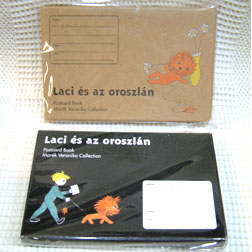 Laci és az oroszlán
Postcard Book
Marék Veronika Collection
Laci és az oroszlán
Postcard Book
Marék Veronika Collection